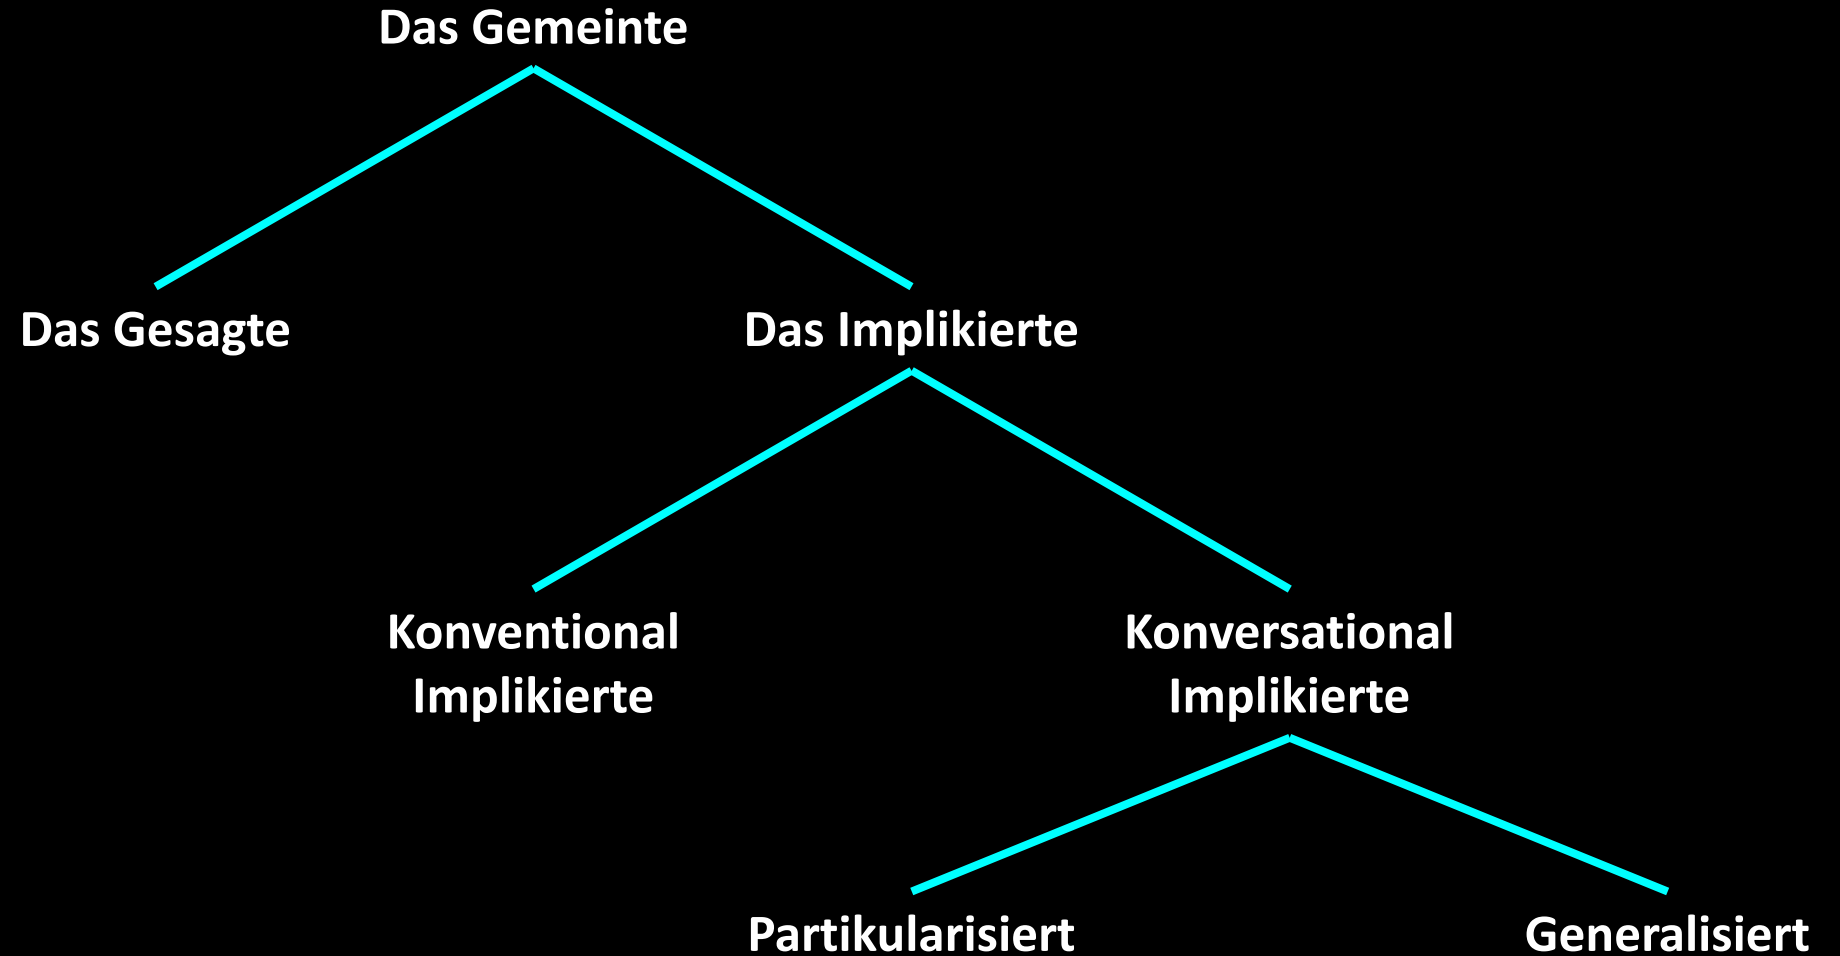 Das Gemeinte
Das Gesagte
Das Implikierte
Konventional
Implikierte
Konversational
Implikierte
Partikularisiert
Generalisiert